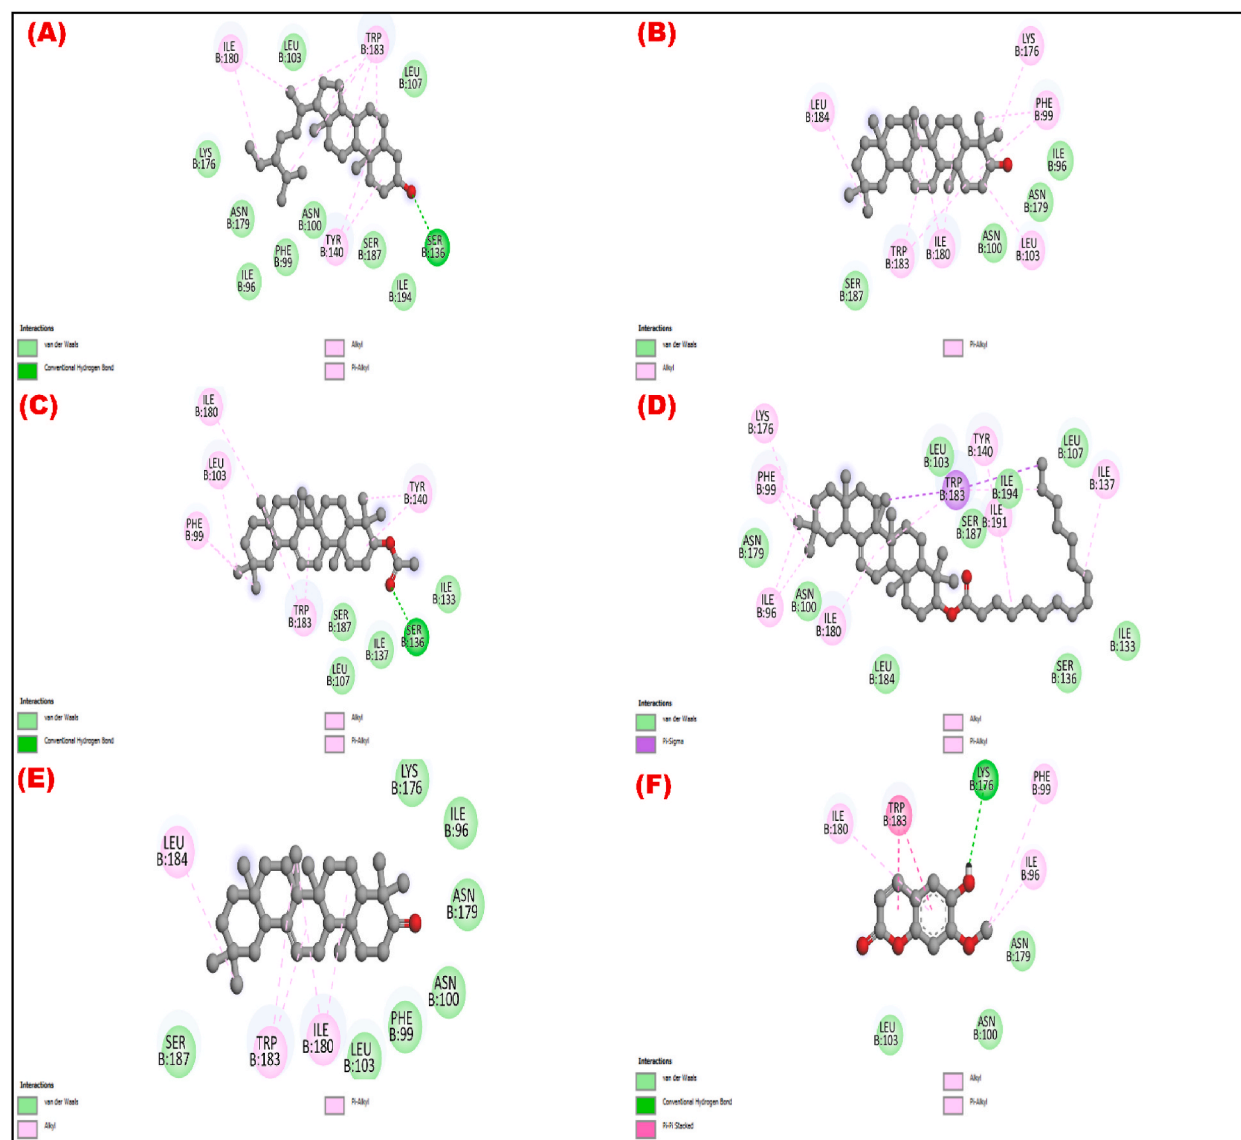 (A)
ILE
B:180
LEU
B:103
TRP
B:183
LEU
B:107
LYS
B:176
ASN
B:179
ASN
B:100
PHE
B:99
ILE
B:96
TYR
B:140
SER
B:187
SER
B:136
ILE
B:194
Interactions
van der Waals
Conventional Hydrogen Bond
Alkyl
Pi-Alkyl
(B)
LYS
B:176
LEU
B:184
PHE
B:99
ILE
B:96
ASN
B:179
ASN
B:100
LEU
B:103
ILE
B:180
TRP
B:183
SER
B:187
Interactions
van der Waals
Alkyl
Pi-Alkyl
(C)
ILE
B:180
LEU
B:103
PHE
B:99
TYR
B:140
ILE
B:133
TRP
B:183
SER
B:187
SER
B:136
ILE
B:137
LEU
B:107
Interactions
van der Waals
Conventional Hydrogen Bond
Alkyl
Pi-Alkyl
(D)
LYS
B:176
PHE
B:99
LEU
B:103
TYR
B:140
LEU
B:107
TRP
B:183
ILE
B:194
ILE
B:137
ILE
B:191
SER
B:187
ASN
B:179
ASN
B:100
ILE
B:96
ILE
B:180
LEU
B:184
ILE
B:133
SER
B:136
Interactions
van der Waals
Pi-Sigma
Alkyl
Pi-Alkyl
(E)
LYS
B:176
ILE
B:96
LEU
B:184
ASN
B:179
ASN
B:100
PHE
B:99
LEU
B:103
ILE
B:180
TRP
B:183
SER
B:187
Interactions
van der Waals
Alkyl
Pi-Alkyl
(F)
LYS
B:176
PHE
B:99
ILE
B:180
TRP
B:183
ILE
B:96
ASN
B:179
LEU
B:103
ASN
B:100
Interactions
van der Waals
Conventional Hydrogen Bond
Pi-Pi Stacked
Alkyl
Pi-Alkyl